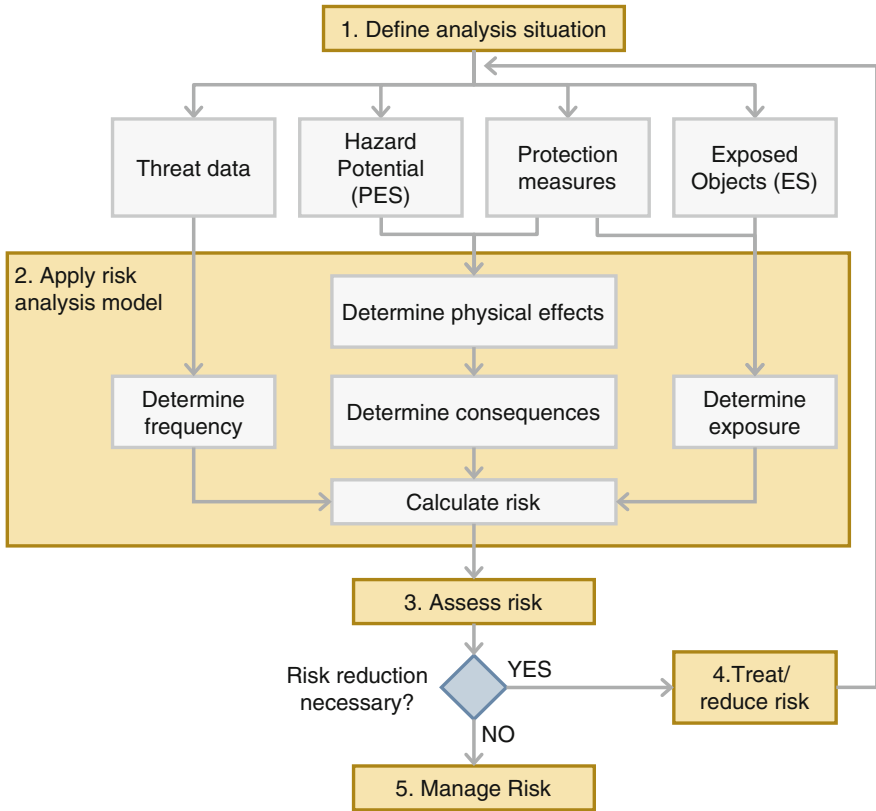 1. Define analysis situation
Threat data
Hazard
Potential
(PES)
Protection
measures
Exposed
Objects (ES)
2. Apply risk
analysis model
Determine physical effects
Determine
frequency
Determine consequences
Determine
exposure
Calculate risk
3. Assess risk
Risk reduction
necessary?
YES
4.Treat/
reduce risk
NO
5. Manage Risk